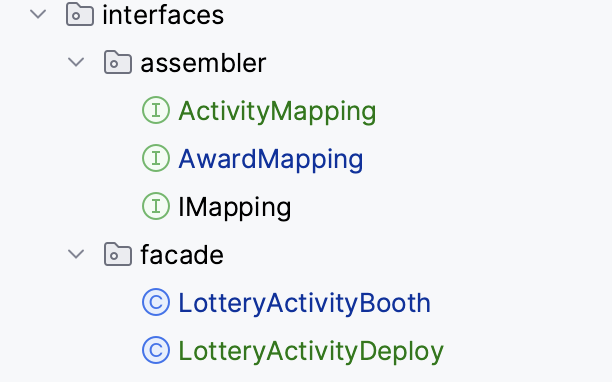 interfaces
assembler
I ActivityMapping
I AwardMapping
I IMapping
facade
C LotteryActivityBooth
C LotteryActivityDeploy